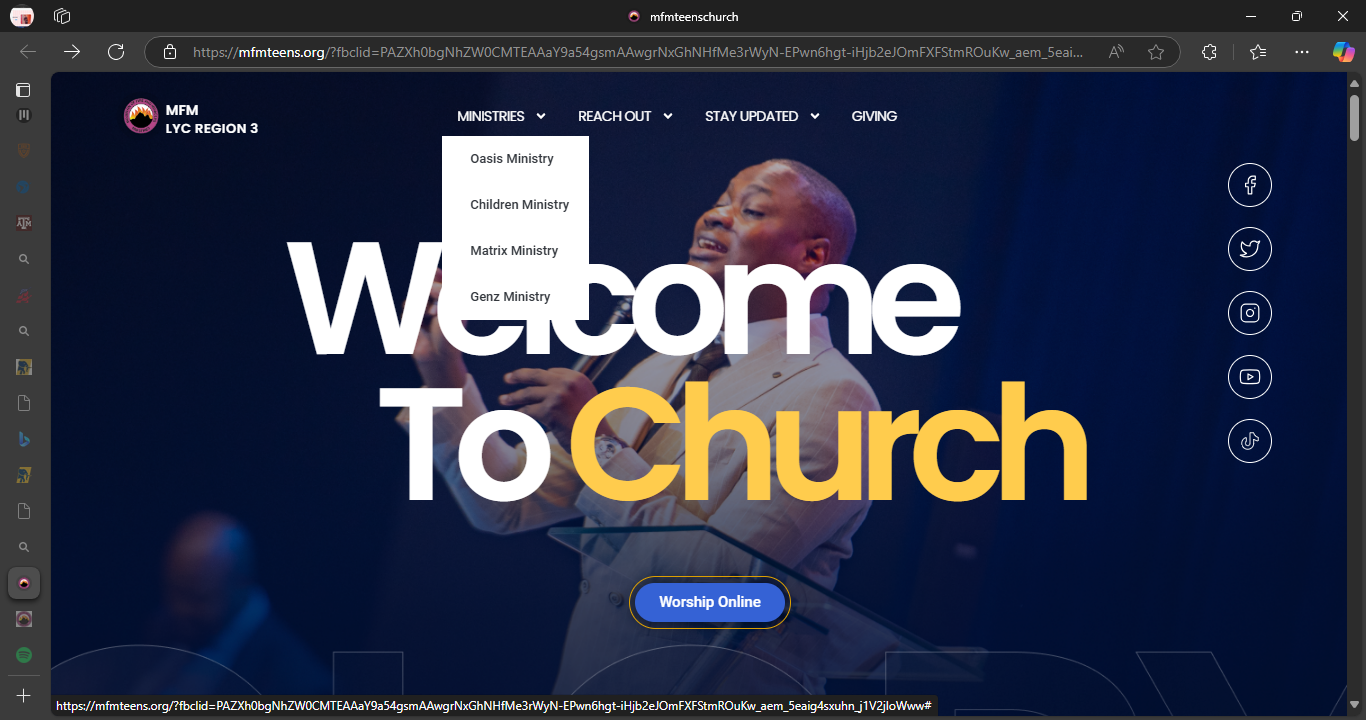 mfmteenschurch
https://mfmteens.org/?fbclid=PAZXh0bgNhZW0CMTEAAaY9a54gsmAAwgrNxGhNHfMe3rWyN-EPwn6hgt-iHjb2eJOmFXFStmROuKw_aem_5eai...
MFM
LYC REGION 3
MINISTRIES REACH OUT STAY UPDATED GIVING
Oasis Ministry
Children Ministry
Matrix Ministry
Genz Ministry
Welcome
To Church
Worship Online
https://mfmteens.org/?fbclid=PAZXh0bgNhZW0CMTEAAaY9a54gsmAAwgrNxGhNHfMe3rWyN-EPwn6hgt-iHjb2eJOmFXFStmROuKw_aem_5eaig4sxuhn_j1V2jIoWww#